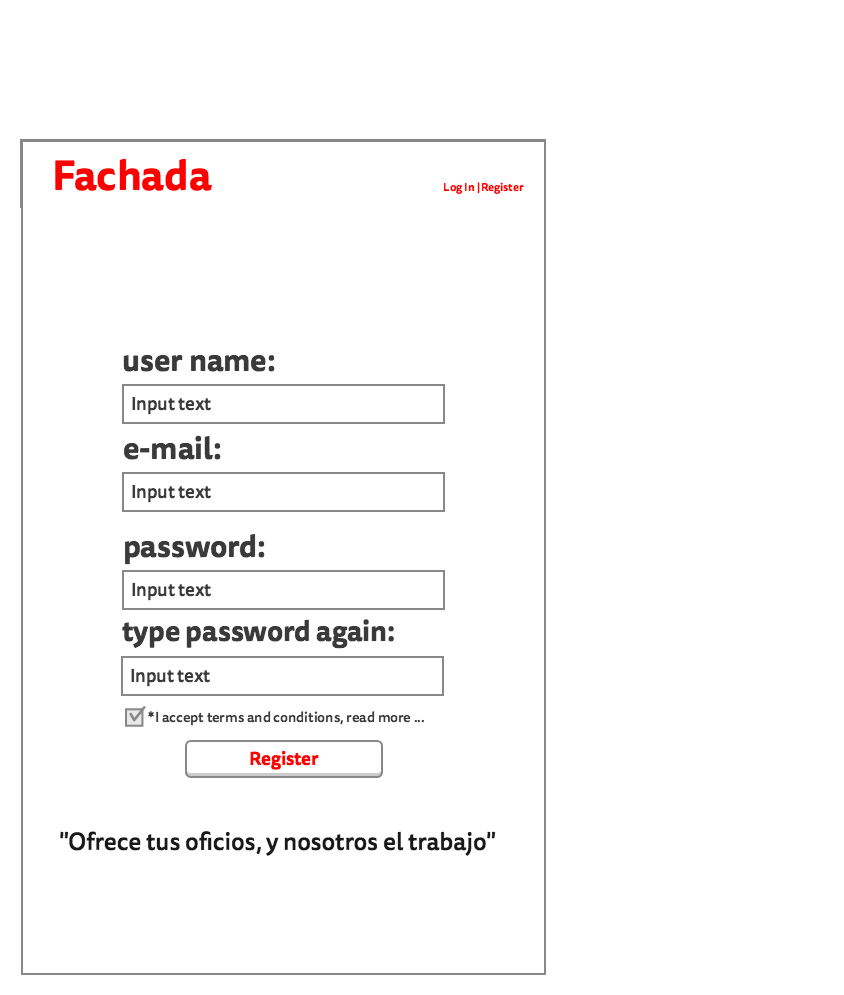 Fachada
Log In |Register
user name:
Input text
e-mail:
Input text
password:
Input text
type password again:
Input text
*I accept terms and conditions, read more ...
Register
"Ofrece tus oficios, y nosotros el trabajo"